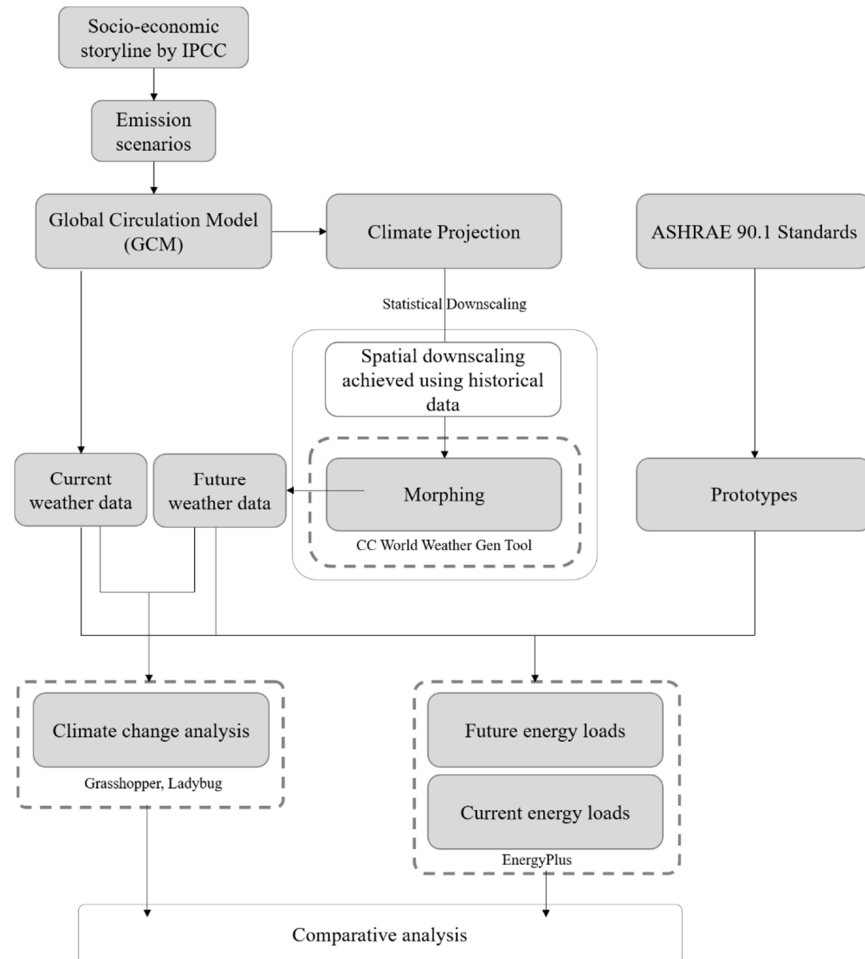 Socio-economic
storyline by IPCC
Emission
scenarios
Global Circulation Model
(GCM)
Climate Projection
ASHRAE 90.1 Standards
Statistical Downscaling
Spatial downscaling
achieved using historical
data
Current
weather data
Future
weather data
Morphing
Prototypes
CC World Weather Gen Tool
Climate change analysis
Grasshopper, Ladybug
Future energy loads
Current energy loads
EnergyPlus
Comparative analysis